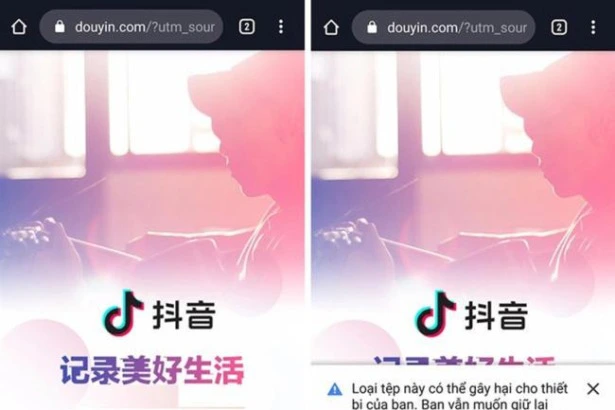 douyin.com/?utm_sour
2
抖音
记录美好生活
douyin.com/?utm_sour
2
抖音
记录美好生活
Loại tệp này có thể gây hại cho thiết
bị của bạn. Bạn vẫn muốn giữ lại